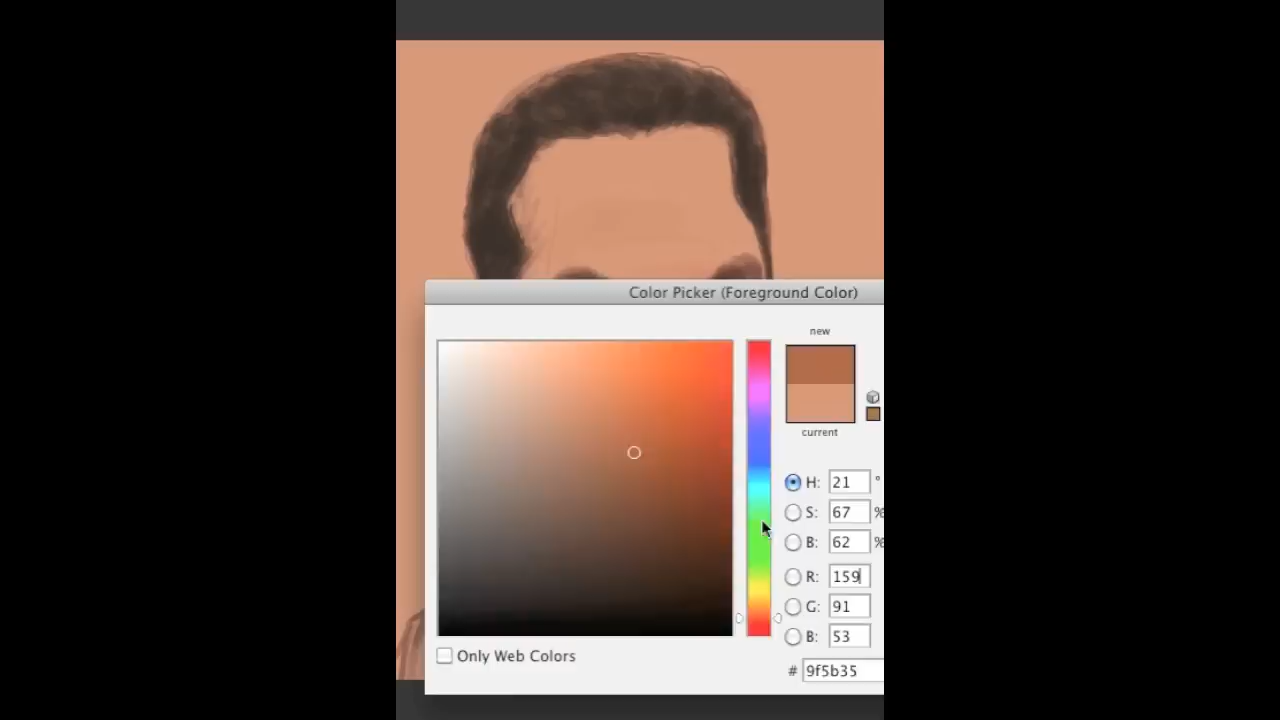 Color Picker (Foreground Color)
new
current
H: 21 °
S: 67 %
B: 62 %
R: 159
G: 91
B: 53
# 9f5b35
Only Web Colors